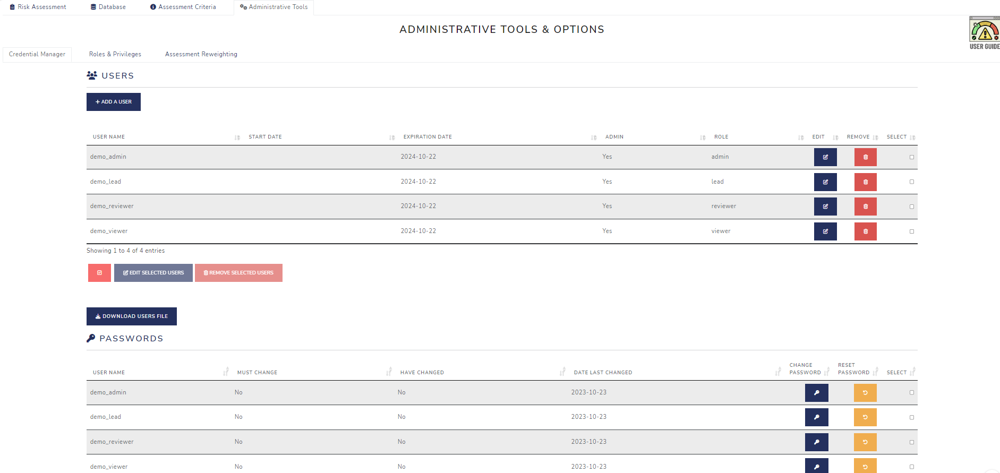 Risk Assessment Database Assessment Criteria Administrative Tools
ADMINISTRATIVE TOOLS & OPTIONS
USER GUIDE
Credential Manager Roles & Privileges Assessment Reweighting
USERS
+ ADD A USER
USER NAME START DATE EXPIRATION DATE ADMIN ROLE EDIT REMOVE SELECT
demo_admin 2024-10-22 Yes admin
demo_lead 2024-10-22 Yes lead
demo_reviewer 2024-10-22 Yes reviewer
demo_viewer 2024-10-22 Yes viewer
Showing 1 to 4 of 4 entries
EDIT SELECTED USERS REMOVE SELECTED USERS
DOWNLOAD USERS FILE
PASSWORDS
USER NAME MUST CHANGE HAVE CHANGED DATE LAST CHANGED CHANGE PASSWORD RESET PASSWORD SELECT
demo_admin No No 2023-10-23
demo_lead No No 2023-10-23
demo_reviewer No No 2023-10-23
demo_viewer No No 2023-10-23